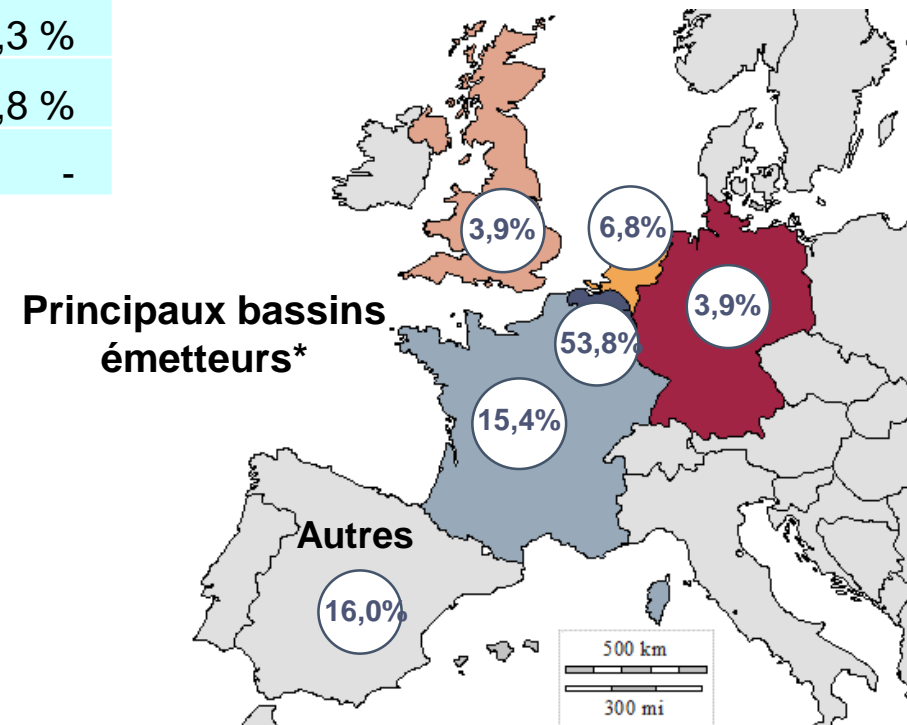 ,3 %
,8 %
-
3,9%
6,8%
3,9%
Principaux bassins
émetteurs*
53,8%
15,4%
Autres
16,0%
500 km
300 mi